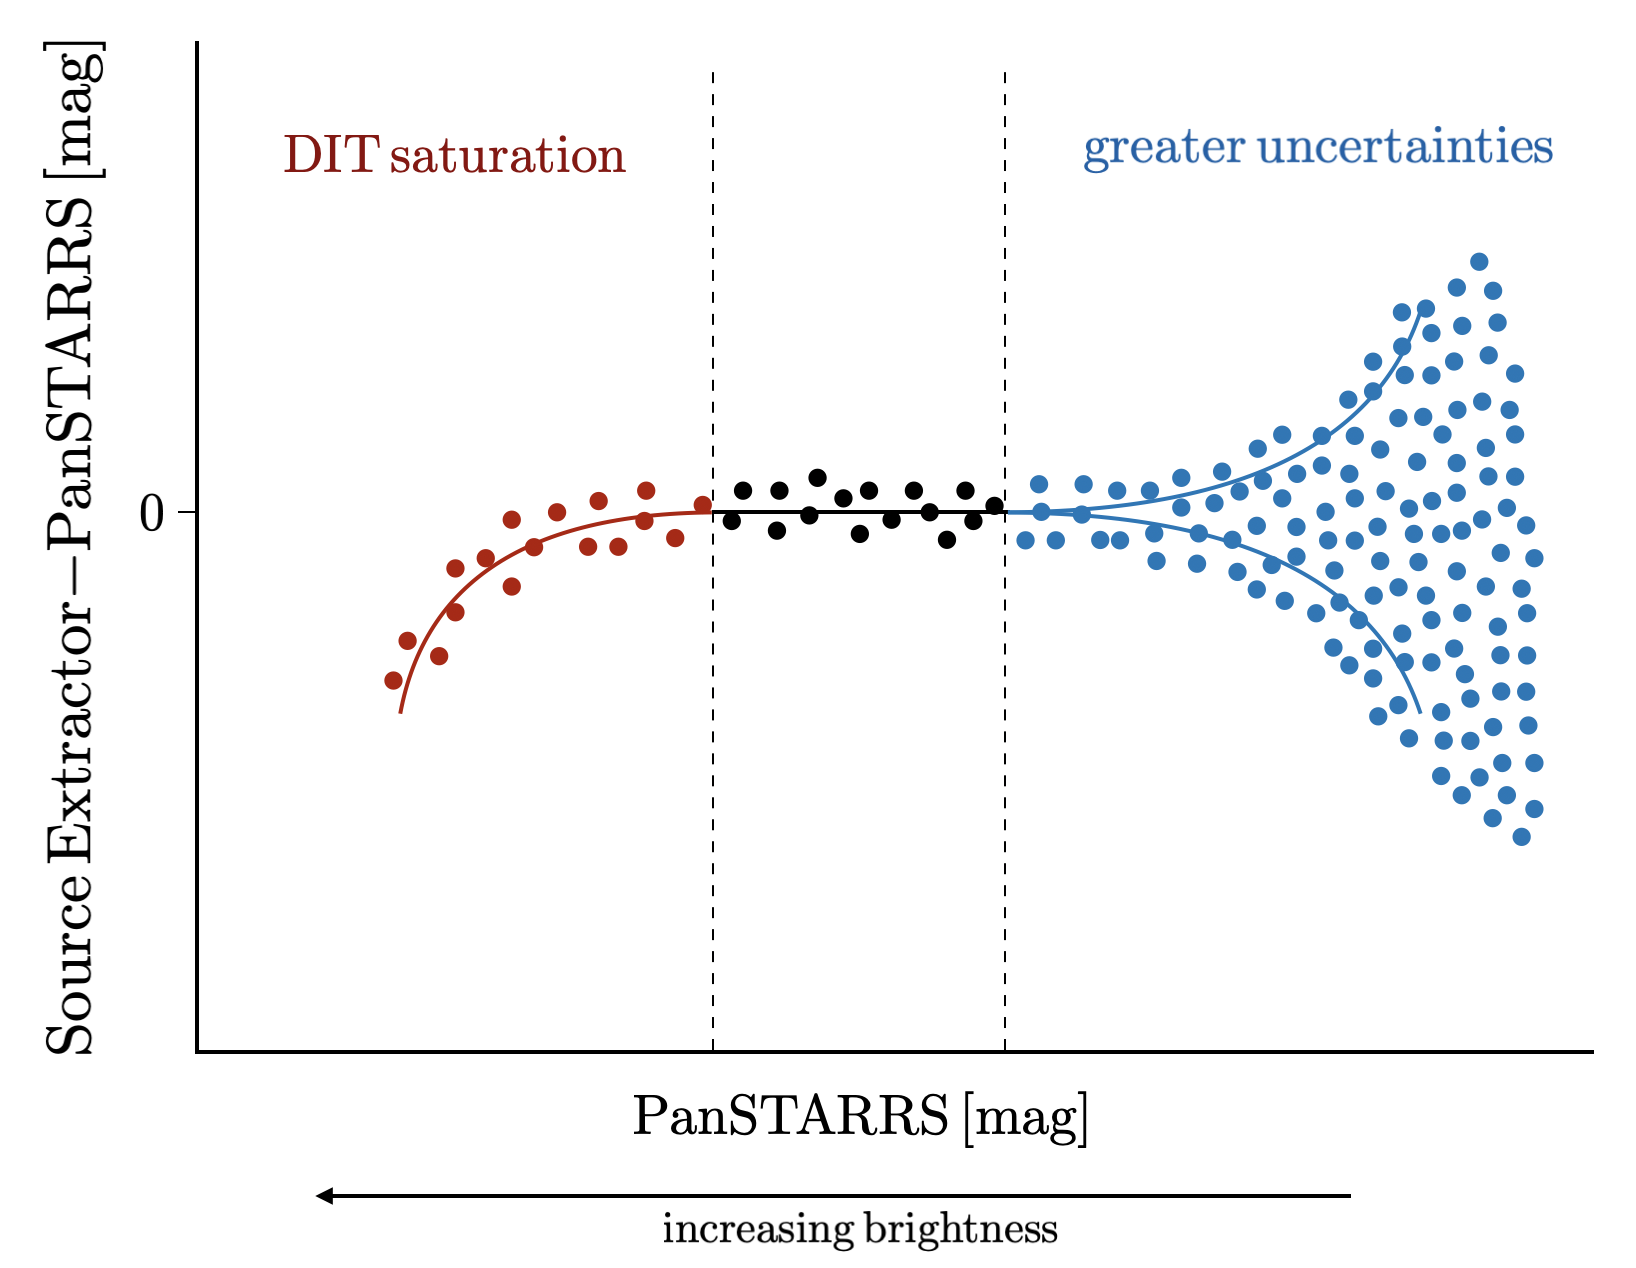 Source Extractor−PanSTARRS [mag]
DIT saturation
greater uncertainties
0
PanSTARRS [mag]
increasing brightness